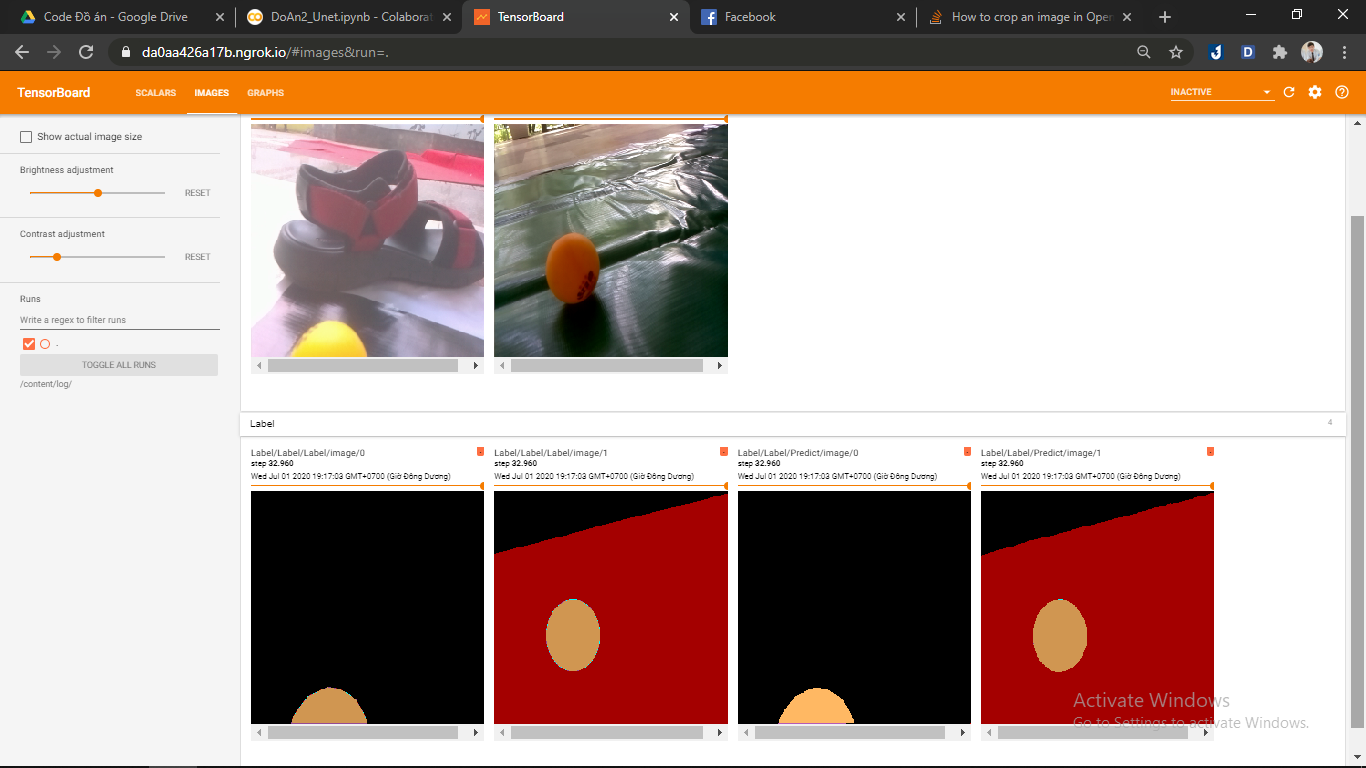 Code Đồ án - Google Drive
DoAn2_Unet.ipynb - Colaborat
TensorBoard
Facebook
How to crop an image in Open
da0aa426a17b.ngrok.io/#images&run=.
TensorBoard
SCALARS
IMAGES
GRAPHS
INACTIVE
Show actual image size
Brightness adjustment
RESET
Contrast adjustment
RESET
Runs
Write a regex to filter runs
.
TOGGLE ALL RUNS
/content/log/
Label
4
Label/Label/Label/image/0
step 32.960
Wed Jul 01 2020 19:17:03 GMT+0700 (Giờ Đông Dương)
Label/Label/Label/image/1
step 32.960
Wed Jul 01 2020 19:17:03 GMT+0700 (Giờ Đông Dương)
Label/Label/Predict/image/0
step 32.960
Wed Jul 01 2020 19:17:03 GMT+0700 (Giờ Đông Dương)
Label/Label/Predict/image/1
step 32.960
Wed Jul 01 2020 19:17:03 GMT+0700 (Giờ Đông Dương)
Activate Windows
Go to Settings to activate Windows.